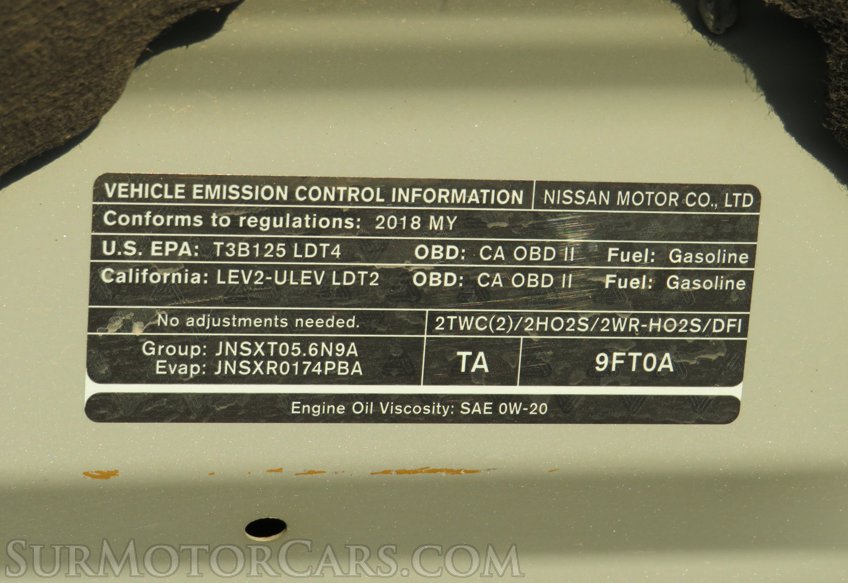 VEHICLE EMISSION CONTROL INFORMATION NISSAN MOTOR CO., LTD
Conforms to regulations: 2018 MY
U.S. EPA: T3B125 LDT4 OBD: CA OBD II Fuel: Gasoline
California: LEV2-ULEV LDT2 OBD: CA OBD II Fuel: Gasoline
No adjustments needed. 2TWC(2)/2HO2S/2WR-HO2S/DFI
Group: JNSXT05.6N9A
Evap: JNSXR0174PBA
TA 9FT0A
Engine Oil Viscosity: SAE 0W-20
SurMotorCars.com